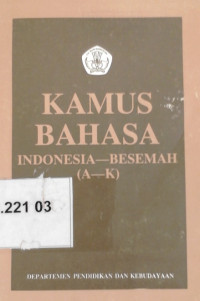 KAMUS
BAHASA
INDONESIA—BESEMAH
(A—K)
.221 03
DEPARTEMEN PENDIDIKAN DAN KEBUDAYAAN